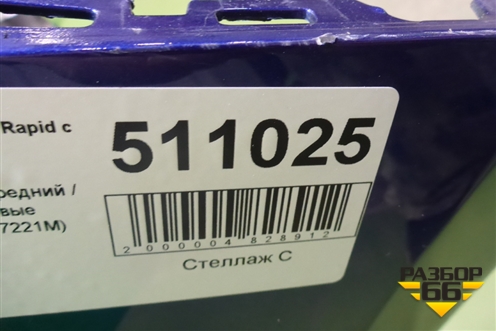 Rapid с
511025
редний /
вые
7221M)
2 000004 828912
Стеллаж С
РАЗБОР
66